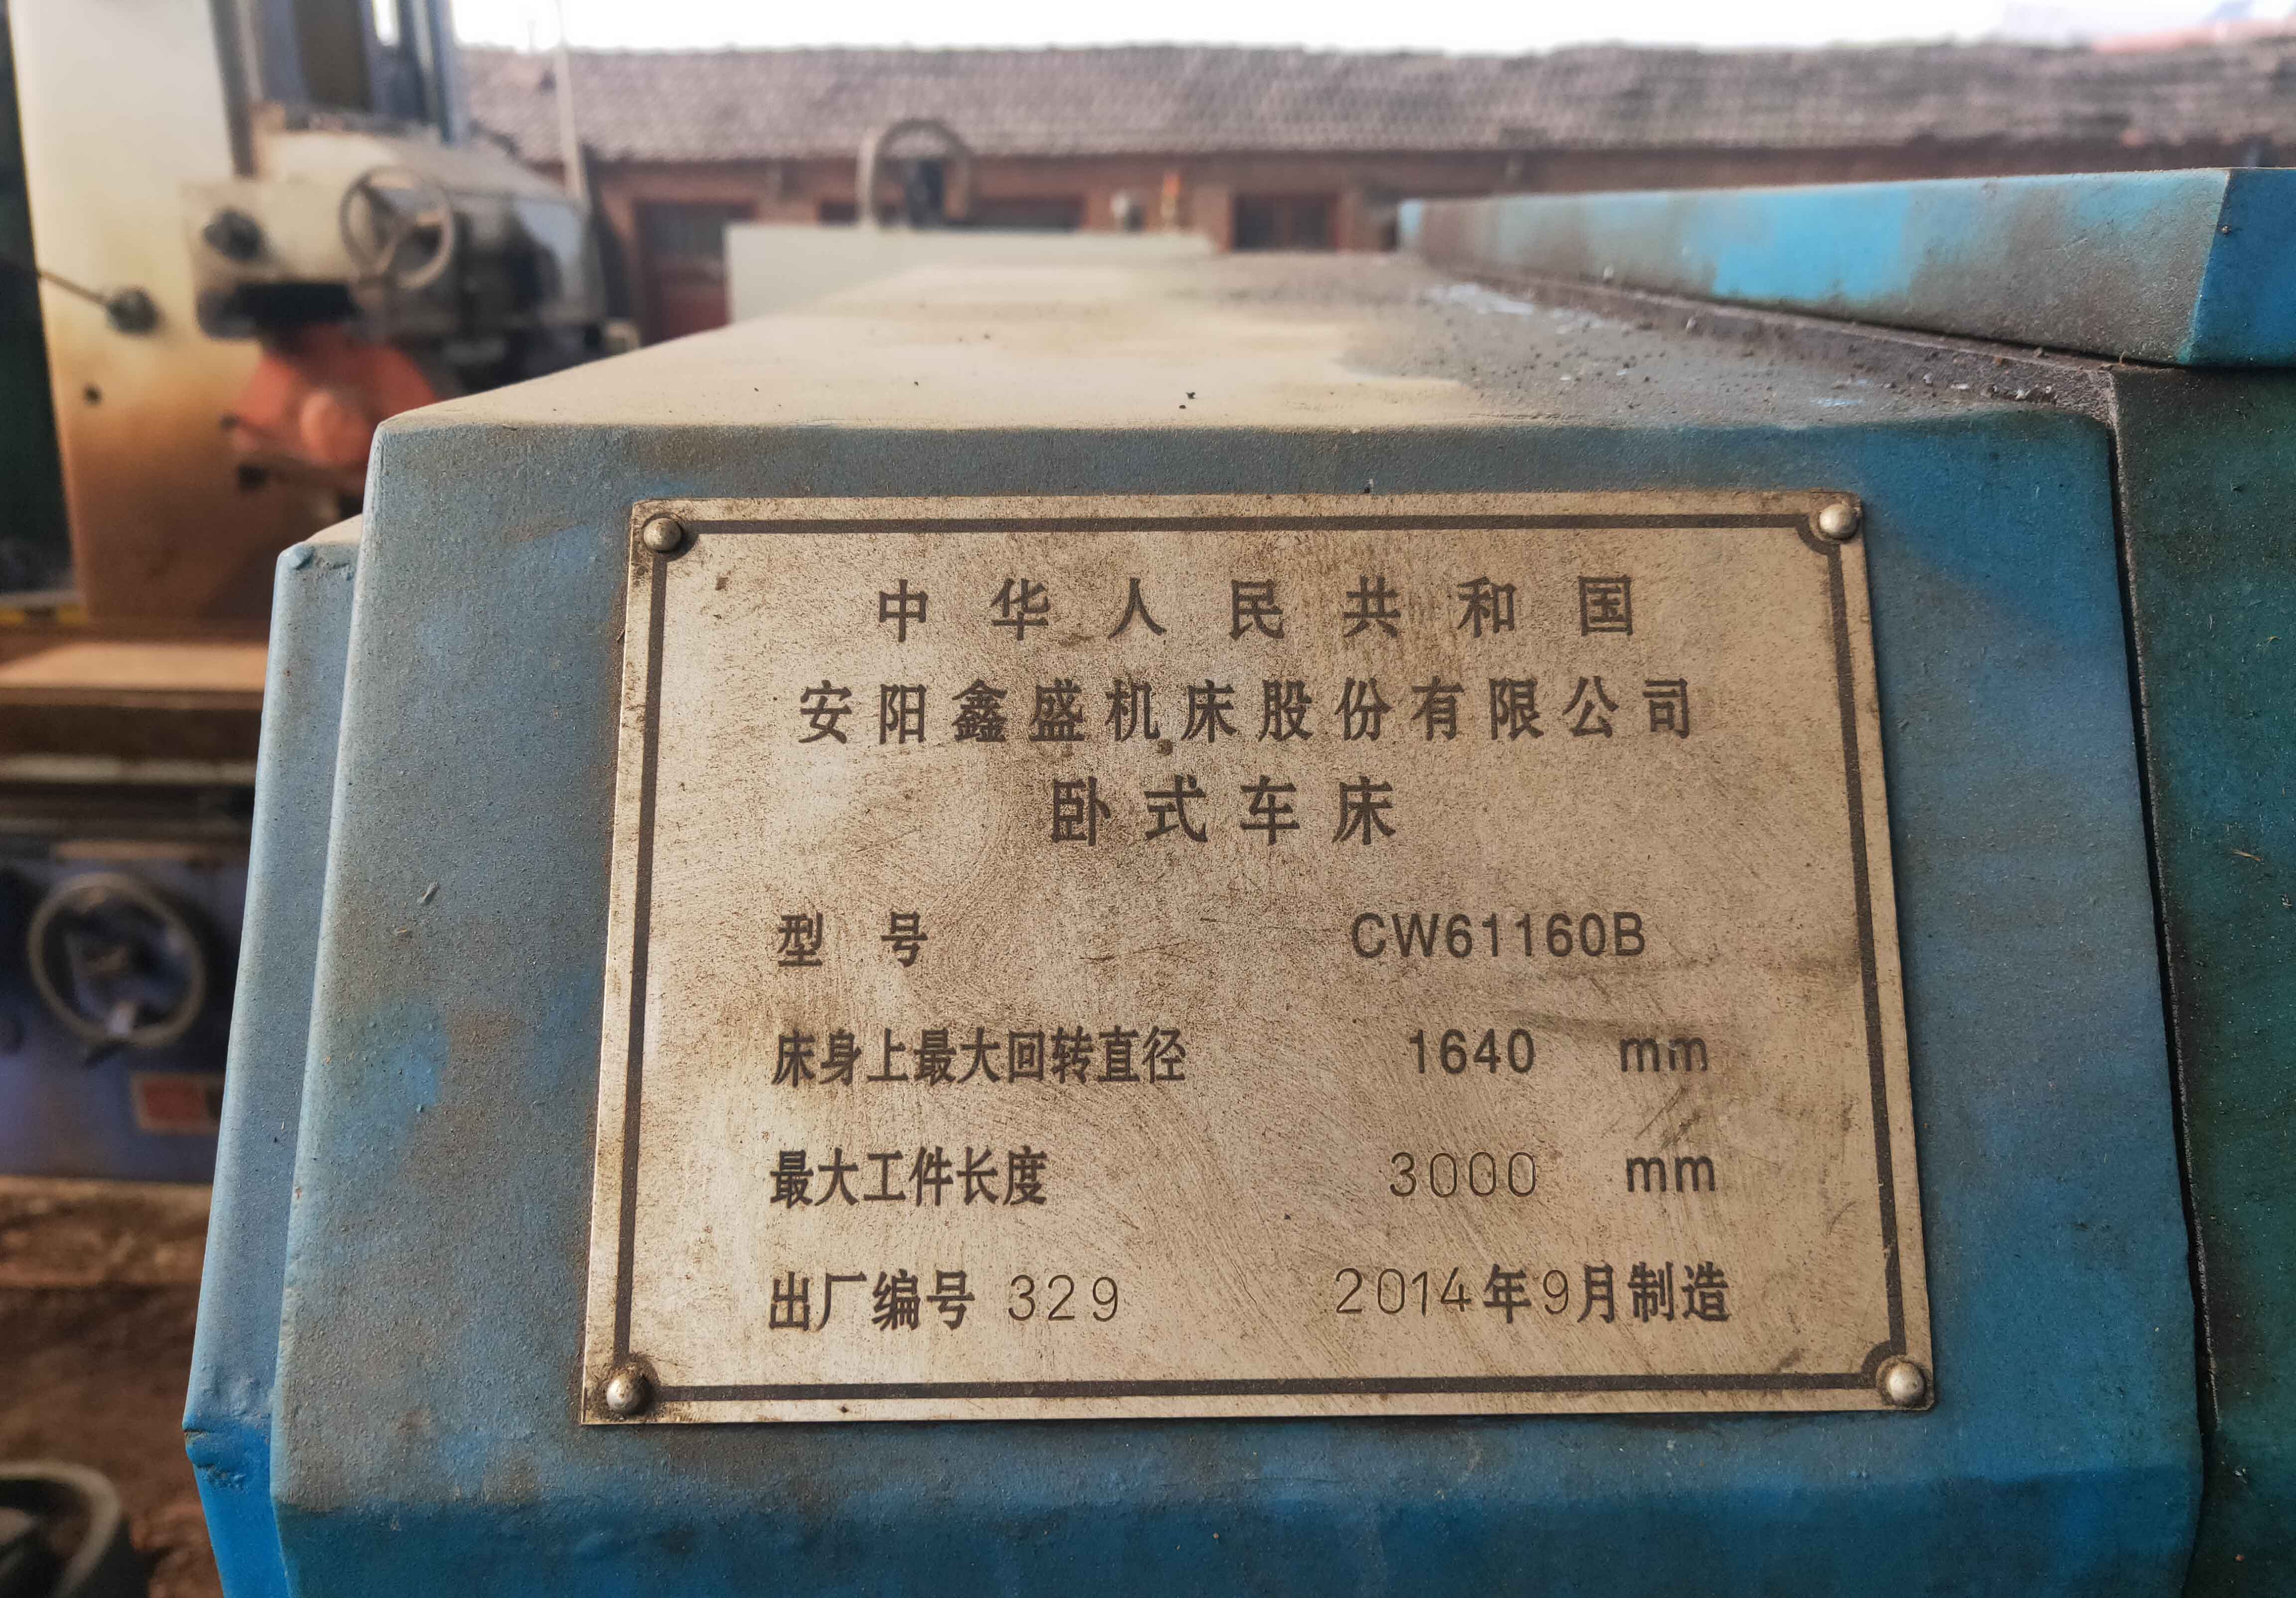 中华人民共和国
安阳鑫盛机床股份有限公司
卧式车床
型号 CW61160B
床身上最大回转直径 1640 mm
最大工件长度 3000 mm
出厂编号 329 2014年9月制造